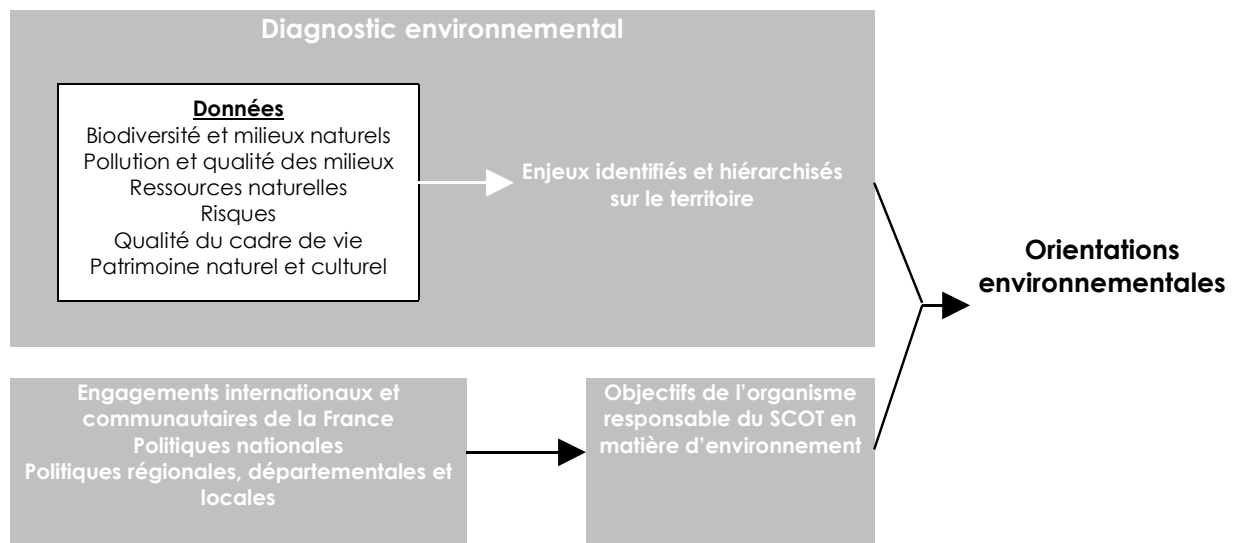 Diagnostic environnemental
Données
Biodiversité et milieux naturels
Pollution et qualité des milieux
Ressources naturelles
Risques
Qualité du cadre de vie
Patrimoine naturel et culturel
Enjeux identifiés et hiérarchisés
sur le territoire
Orientations
environnementales
Engagements internationaux et
communautaires de la France
Politiques nationales
Politiques régionales, départementales et
locales
Objectifs de l’organisme
responsable du SCOT en
matière d’environnement